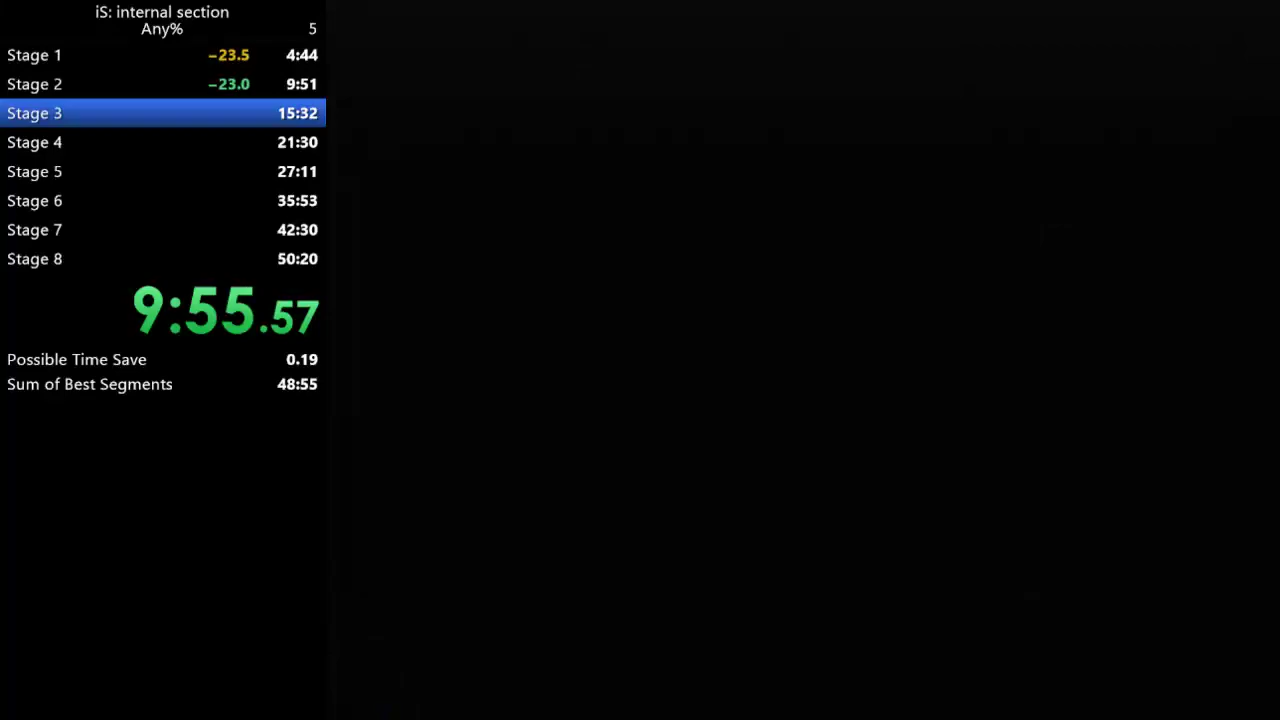 iS: internal section
Any% 5
Stage 1 −23.5 4:44
Stage 2 −23.0 9:51
Stage 3 15:32
Stage 4 21:30
Stage 5 27:11
Stage 6 35:53
Stage 7 42:30
Stage 8 50:20
9:55.57
Possible Time Save 0.19
Sum of Best Segments 48:55